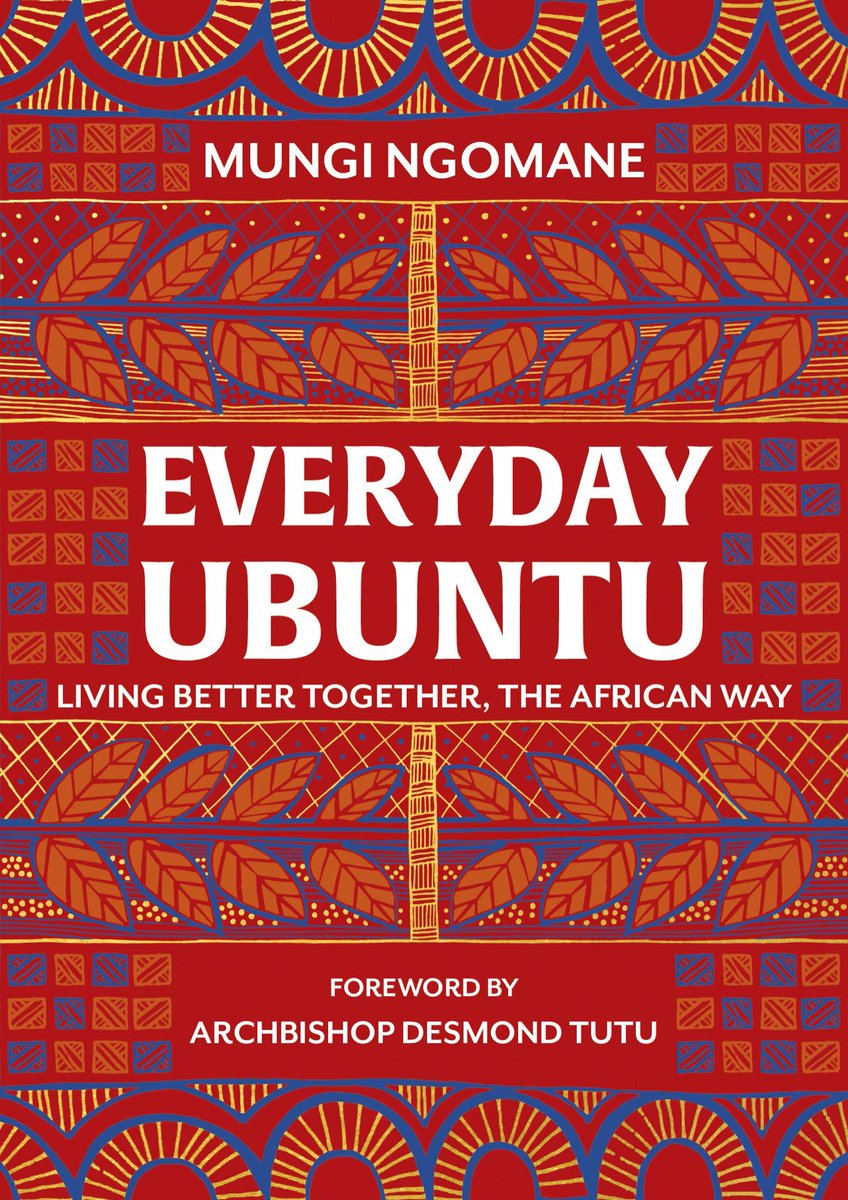 MUNGI NGOMANE
EVERYDAY
UBUNTU
LIVING BETTER TOGETHER, THE AFRICAN WAY
FOREWORD BY
ARCHBISHOP DESMOND TUTU